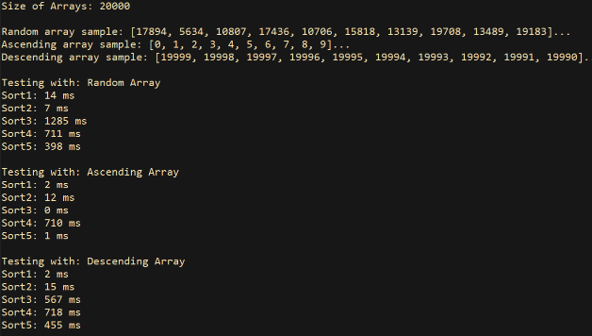 Size of Arrays: 20000
Random array sample: [17894, 5634, 10807, 17436, 10706, 15818, 13139, 19708, 13489, 19183]...
Ascending array sample: [0, 1, 2, 3, 4, 5, 6, 7, 8, 9]...
Descending array sample: [19999, 19998, 19997, 19996, 19995, 19994, 19993, 19992, 19991, 19990].
Testing with: Random Array
Sort1: 14 ms
Sort2: 7 ms
Sort3: 1285 ms
Sort4: 711 ms
Sort5: 398 ms
Testing with: Ascending Array
Sort1: 2 ms
Sort2: 12 ms
Sort3: 0 ms
Sort4: 710 ms
Sort5: 1 ms
Testing with: Descending Array
Sort1: 2 ms
Sort2: 15 ms
Sort3: 567 ms
Sort4: 718 ms
Sort5: 455 ms